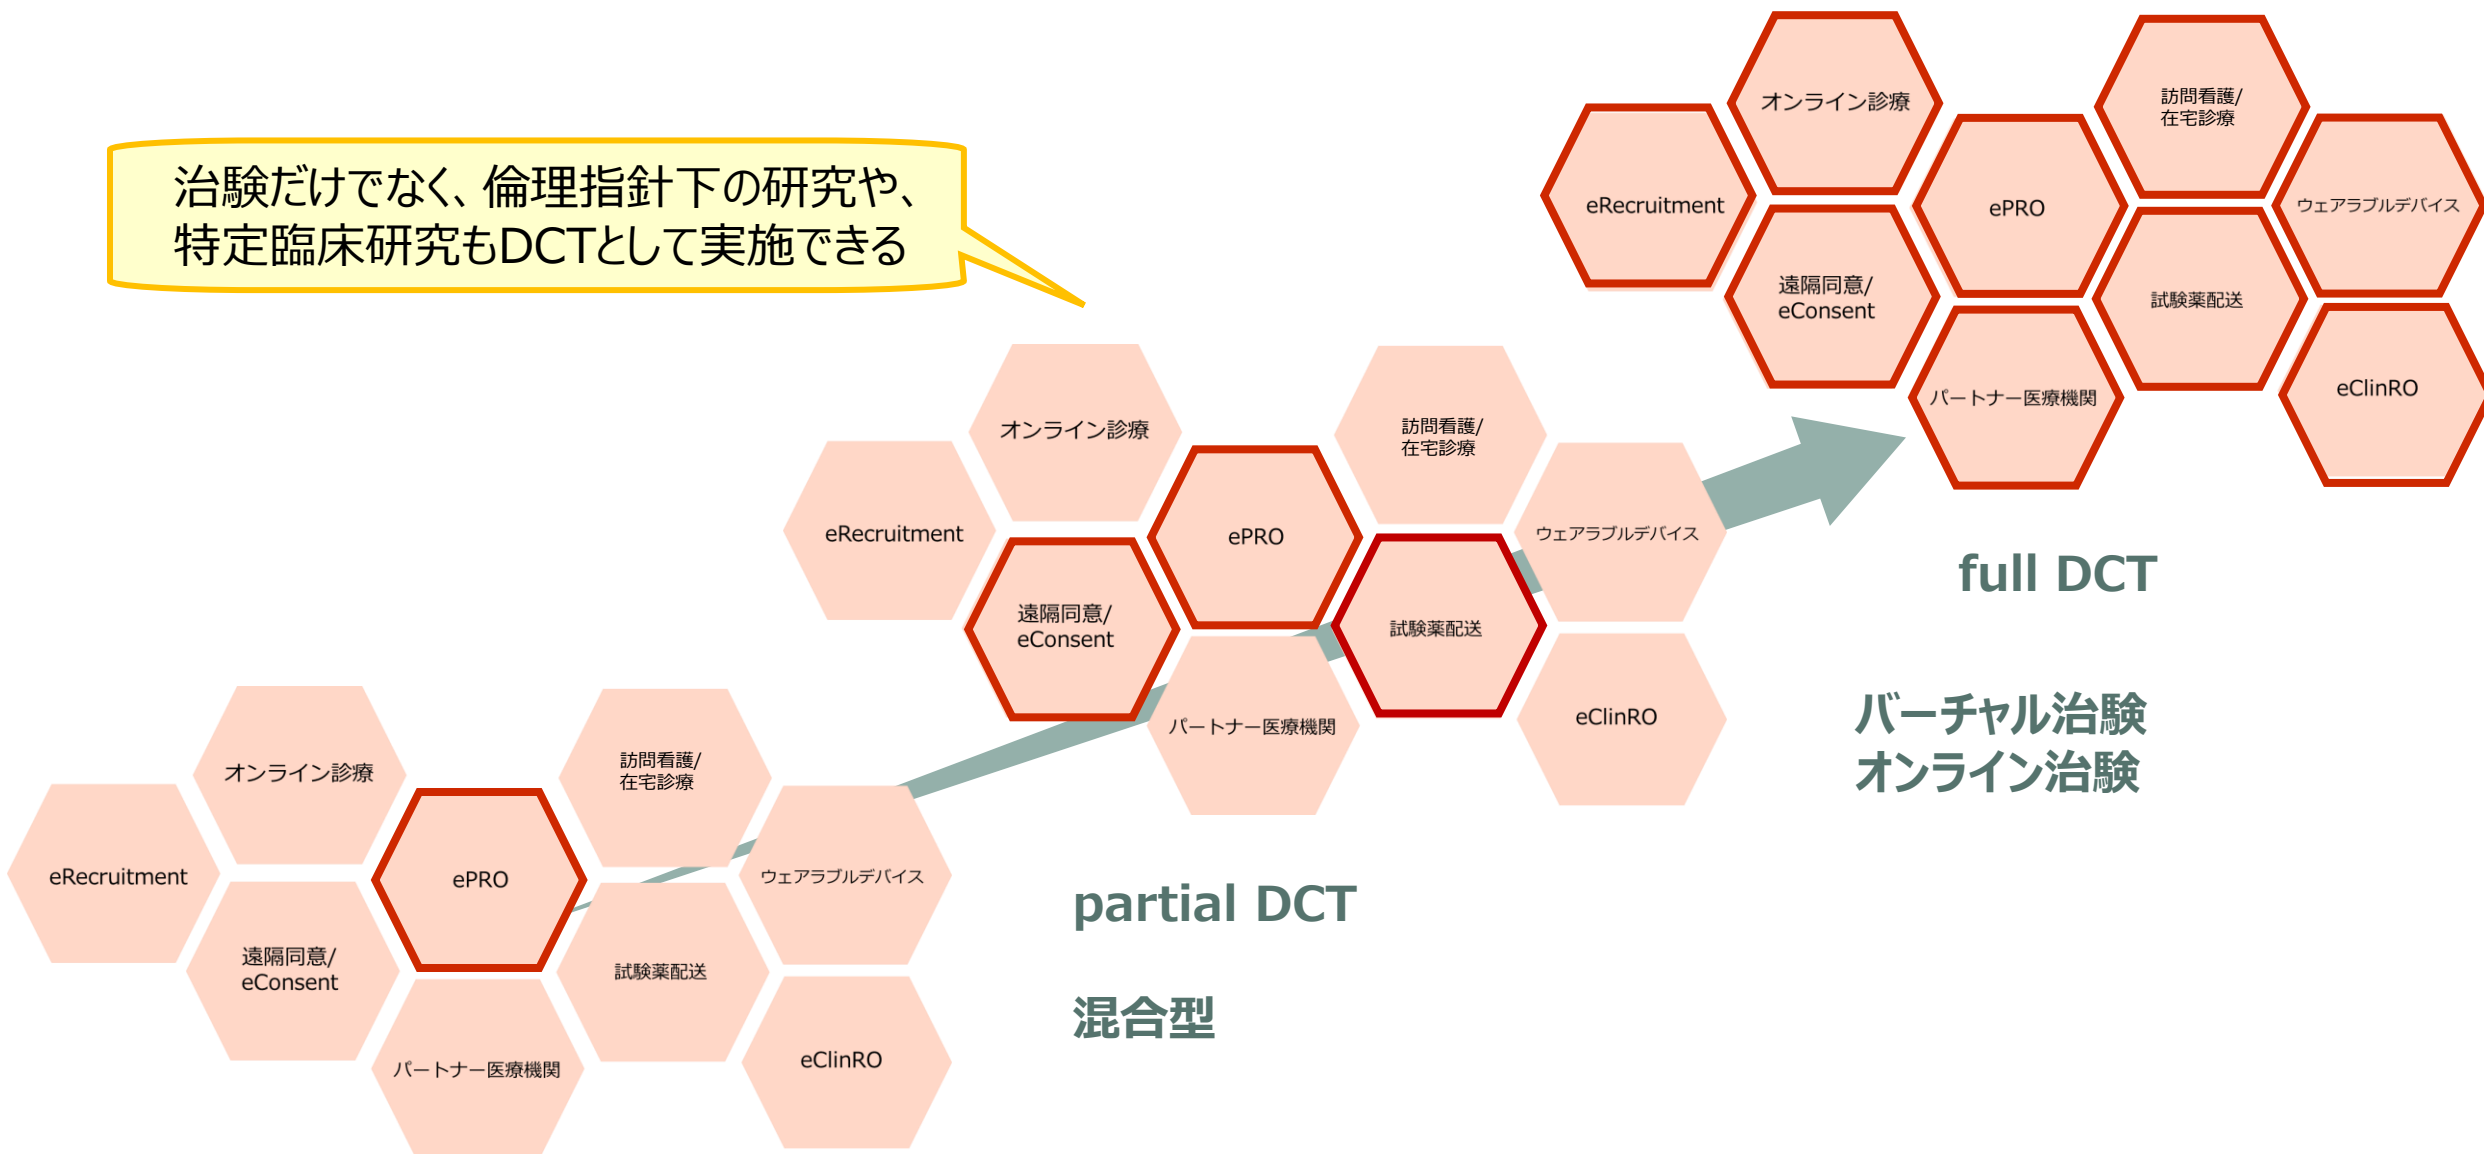 治験だけでなく、倫理指針下の研究や、
特定臨床研究もDCTとして実施できる
オンライン診療
訪問看護/
在宅診療
eRecruitment
ePRO
ウェアラブルデバイス
遠隔同意/
eConsent
試験薬配送
パートナー医療機関
eClinRO
full DCT
バーチャル治験
オンライン治験
オンライン診療
訪問看護/
在宅診療
eRecruitment
ePRO
ウェアラブルデバイス
遠隔同意/
eConsent
試験薬配送
パートナー医療機関
eClinRO
partial DCT
混合型
オンライン診療
訪問看護/
在宅診療
eRecruitment
ePRO
ウェアラブルデバイス
遠隔同意/
eConsent
試験薬配送
パートナー医療機関
eClinRO